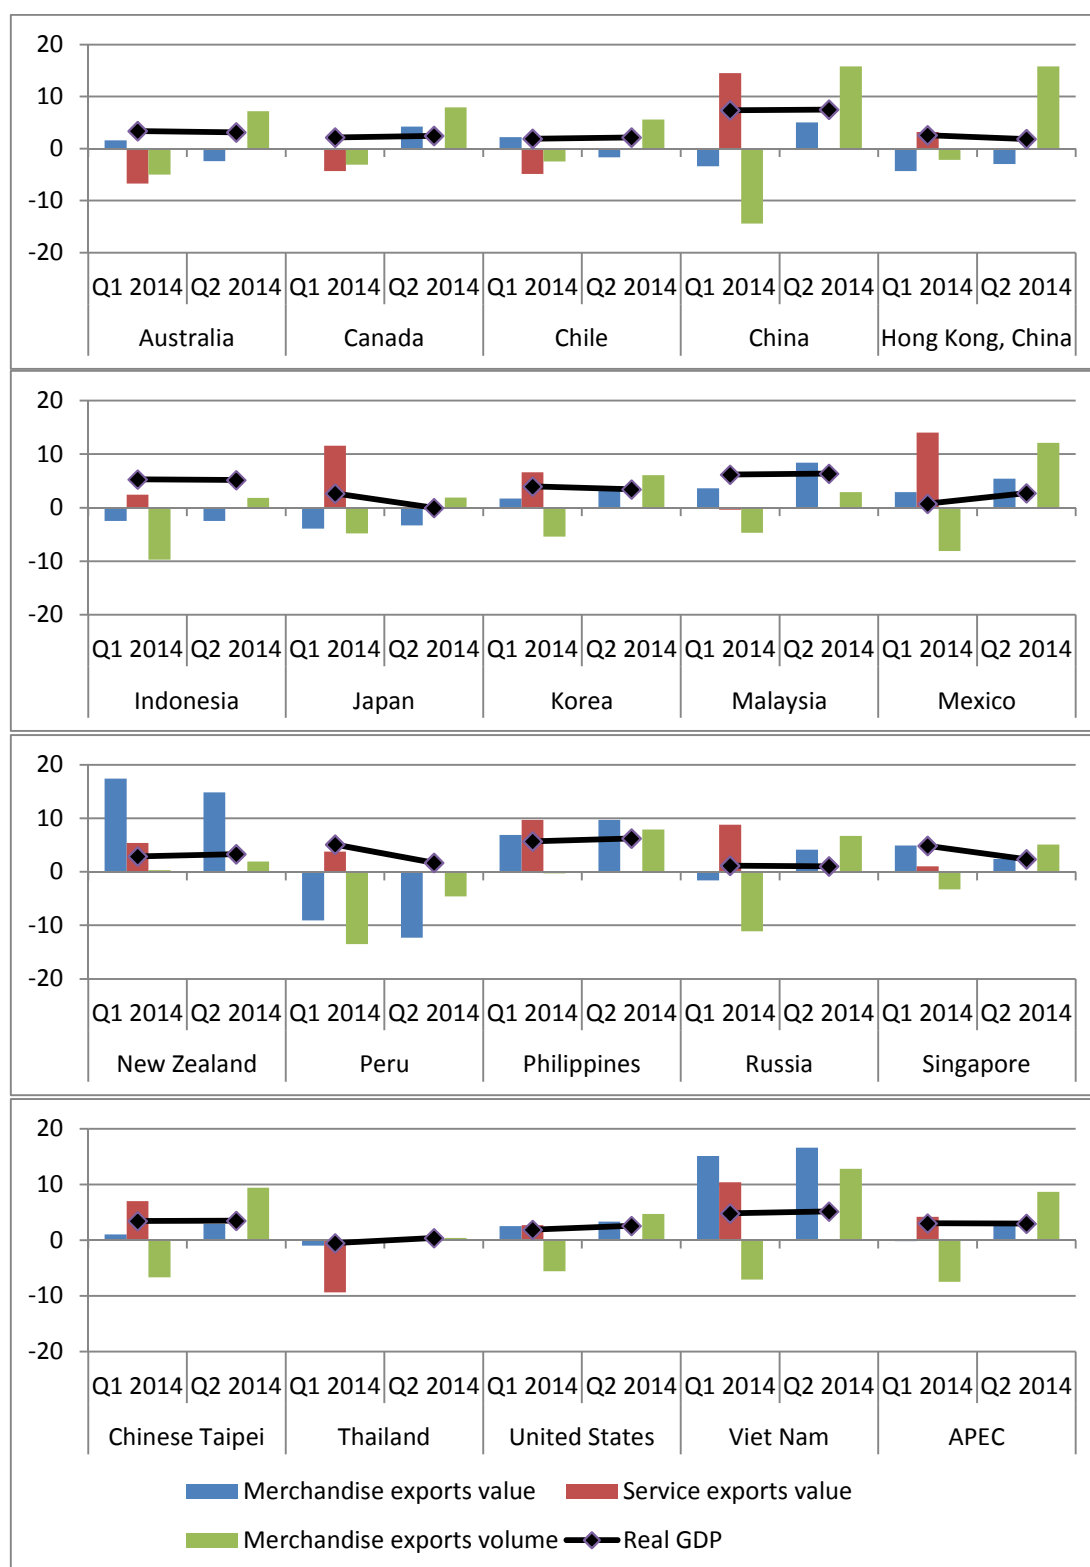 20
10
0
-10
-20
Q1 2014 Q2 2014 Q1 2014 Q2 2014 Q1 2014 Q2 2014 Q1 2014 Q2 2014 Q1 2014 Q2 2014
Australia Canada Chile China Hong Kong, China
20
10
0
-10
-20
Q1 2014 Q2 2014 Q1 2014 Q2 2014 Q1 2014 Q2 2014 Q1 2014 Q2 2014 Q1 2014 Q2 2014
Indonesia Japan Korea Malaysia Mexico
20
10
0
-10
-20
Q1 2014 Q2 2014 Q1 2014 Q2 2014 Q1 2014 Q2 2014 Q1 2014 Q2 2014 Q1 2014 Q2 2014
New Zealand Peru Philippines Russia Singapore
20
10
0
-10
-20
Q1 2014 Q2 2014 Q1 2014 Q2 2014 Q1 2014 Q2 2014 Q1 2014 Q2 2014 Q1 2014 Q2 2014
Chinese Taipei Thailand United States Viet Nam APEC
Merchandise exports value Service exports value
Merchandise exports volume Real GDP